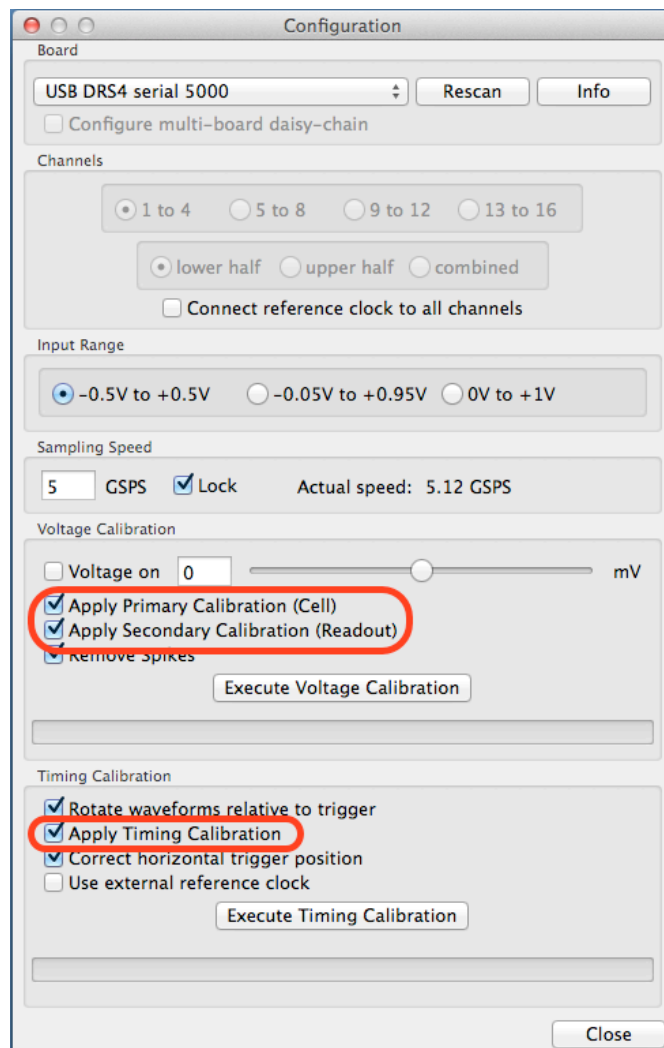 Configuration
Board
USB DRS4 serial 5000 Rescan Info
Configure multi-board daisy-chain
Channels
1 to 4 5 to 8 9 to 12 13 to 16
lower half upper half combined
Connect reference clock to all channels
Input Range
-0.5V to +0.5V -0.05V to +0.95V 0V to +1V
Sampling Speed
5 GSPS Lock Actual speed: 5.12 GSPS
Voltage Calibration
Voltage on 0 mV
Apply Primary Calibration (Cell)
Apply Secondary Calibration (Readout)
Remove Spikes
Execute Voltage Calibration
Timing Calibration
Rotate waveforms relative to trigger
Apply Timing Calibration
Correct horizontal trigger position
Use external reference clock
Execute Timing Calibration
Close